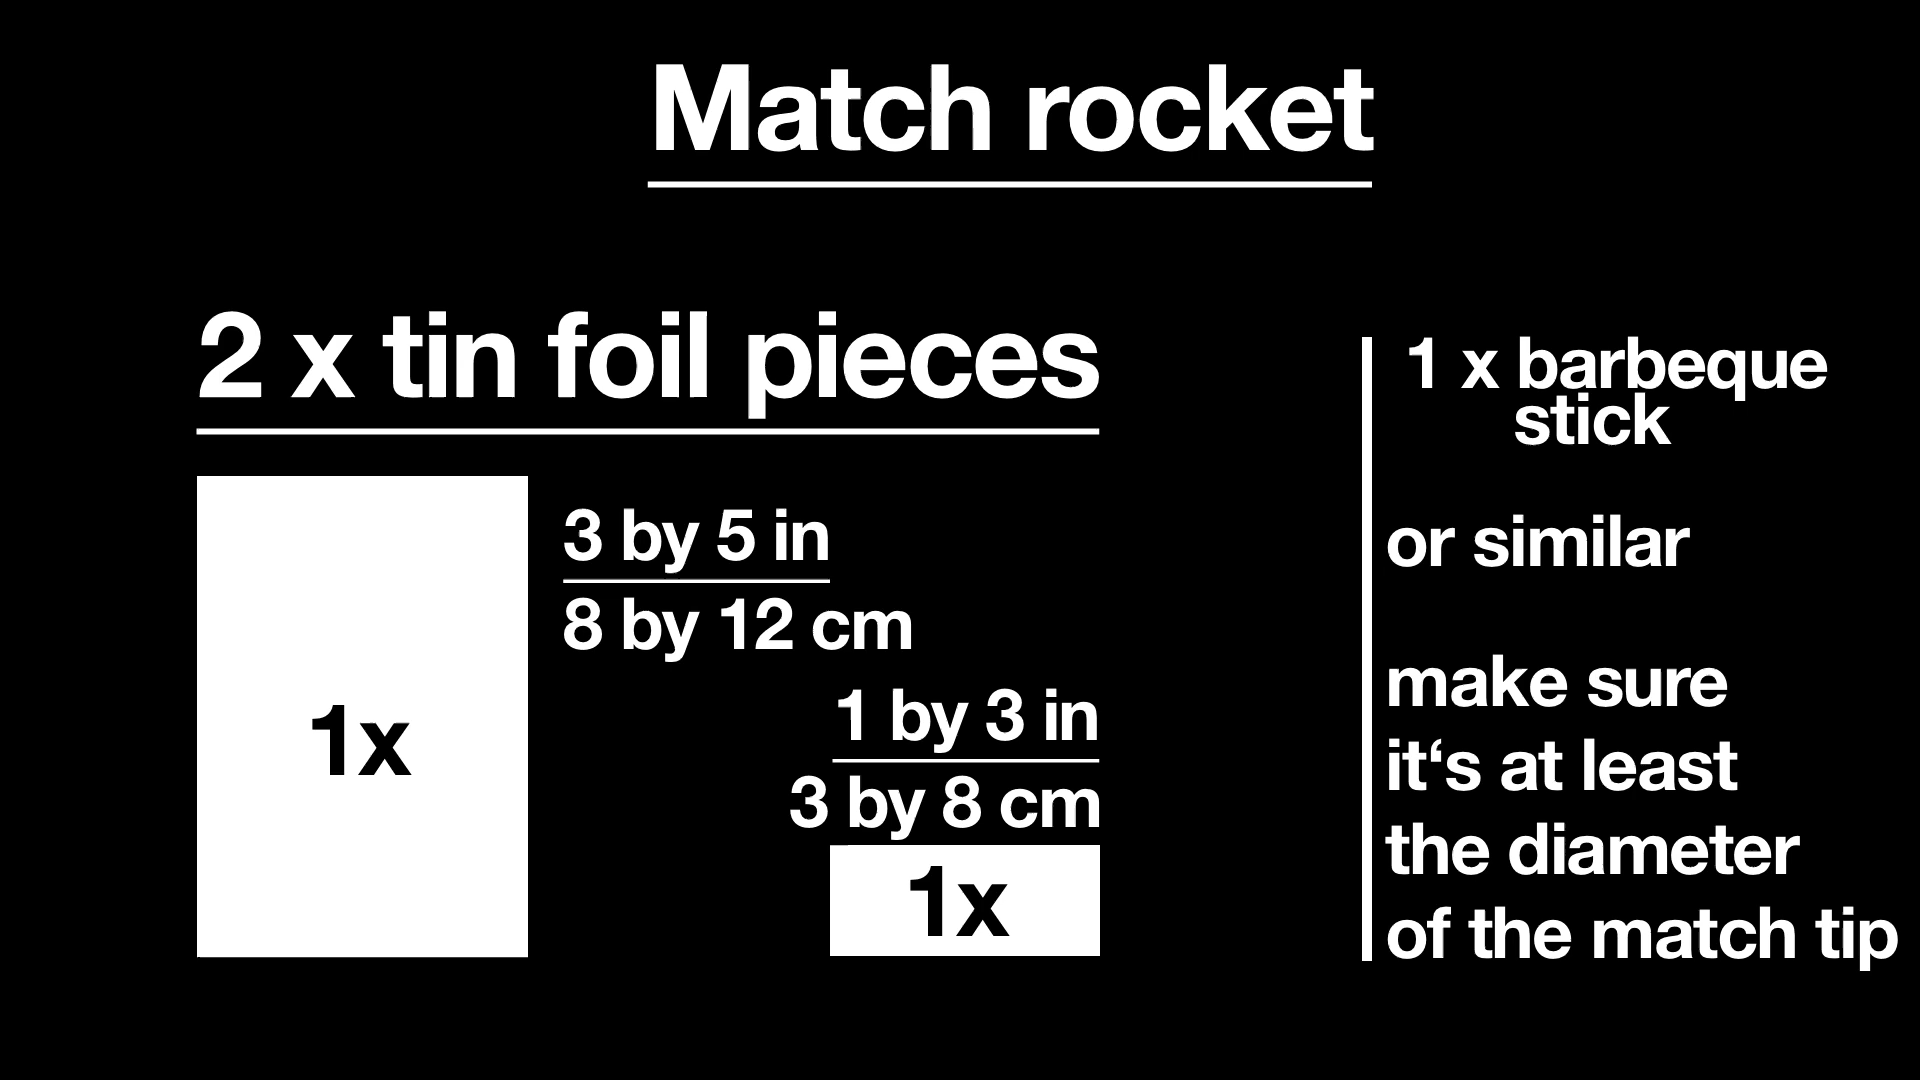 Match rocket
2 x tin foil pieces
1x
3 by 5 in
8 by 12 cm
1 by 3 in
3 by 8 cm
1x
1 x barbeque
stick
or similar
make sure
it‘s at least
the diameter
of the match tip